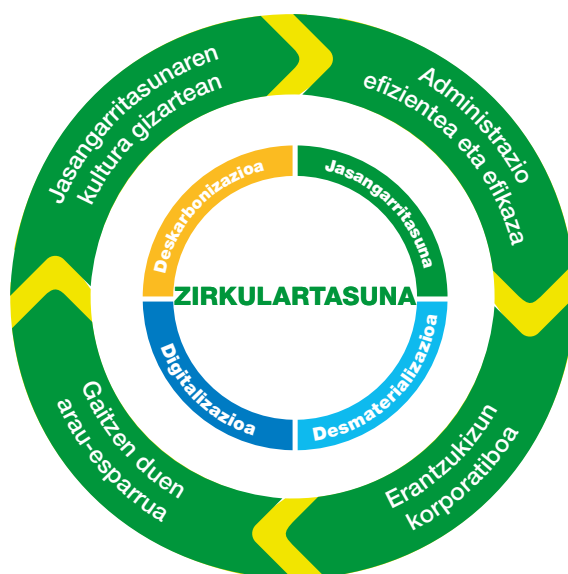 Jasangarritasunaren
kultura gizartean
Administrazio
efizientea eta efikaza
Deskarbonizazioa
Jasangarritasuna
ZIRKULARTASUNA
Digitalizazioa
Desmaterializazioa
Gaitzen duen
arau-esparrua
Erantzukizun
korporatiboa